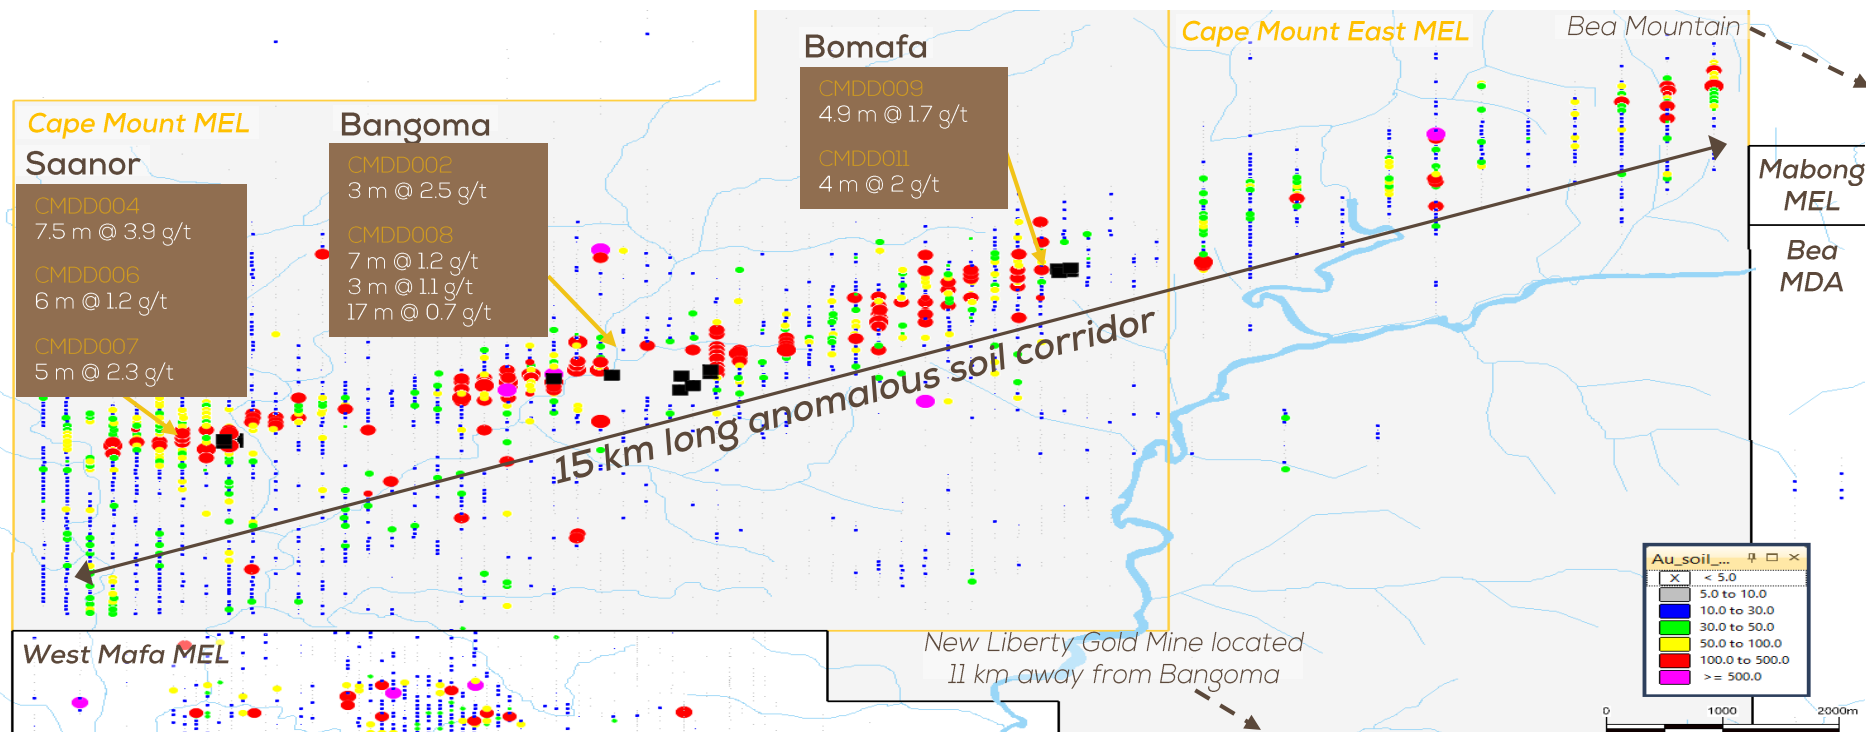 Cape Mount MEL
Saanor
CMDD004
7.5 m @ 3.9 g/t
CMDD006
6 m @ 1.2 g/t
CMDD007
5 m @ 2.3 g/t
Bangoma
CMDD002
3 m @ 2.5 g/t
CMDD008
7 m @ 1.2 g/t
3 m @ 1.1 g/t
17 m @ 0.7 g/t
Bomafa
CMDD009
4.9 m @ 1.7 g/t
CMDD011
4 m @ 2 g/t
Cape Mount East MEL
Bea Mountain
Mabong
MEL
Bea
MDA
15 km long anomalous soil corridor
West Mafa MEL
New Liberty Gold Mine located
11 km away from Bangoma
Au_soil_...
X < 5.0
5.0 to 10.0
10.0 to 30.0
30.0 to 50.0
50.0 to 100.0
100.0 to 500.0
>= 500.0
0 1000 2000m